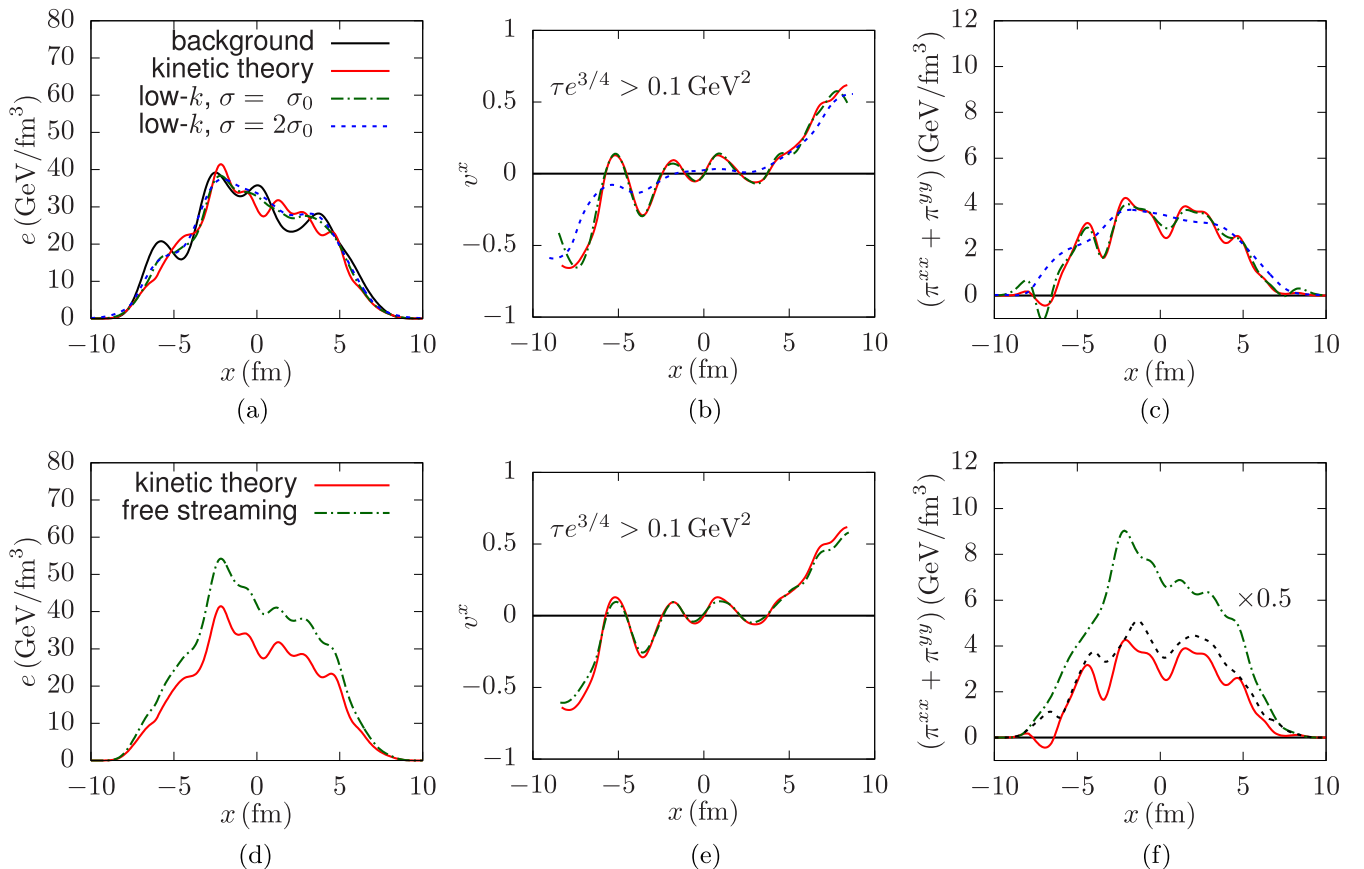 80
70
60
50
40
30
20
10
0
e (GeV/fm³)
background
kinetic theory
low-k, σ = σ₀
low-k, σ = 2σ₀
−10 −5 0 5 10
x (fm)
(a)
1
0.5
0
−0.5
−1
vˣ
τe^{3/4} > 0.1 GeV²
−10 −5 0 5 10
x (fm)
(b)
12
10
8
6
4
2
0
(πˣˣ + πʸʸ) (GeV/fm³)
−10 −5 0 5 10
x (fm)
(c)
80
70
60
50
40
30
20
10
0
e (GeV/fm³)
kinetic theory
free streaming
−10 −5 0 5 10
x (fm)
(d)
1
0.5
0
−0.5
−1
vˣ
τe^{3/4} > 0.1 GeV²
−10 −5 0 5 10
x (fm)
(e)
12
10
8
6
4
2
0
(πˣˣ + πʸʸ) (GeV/fm³)
×0.5
−10 −5 0 5 10
x (fm)
(f)